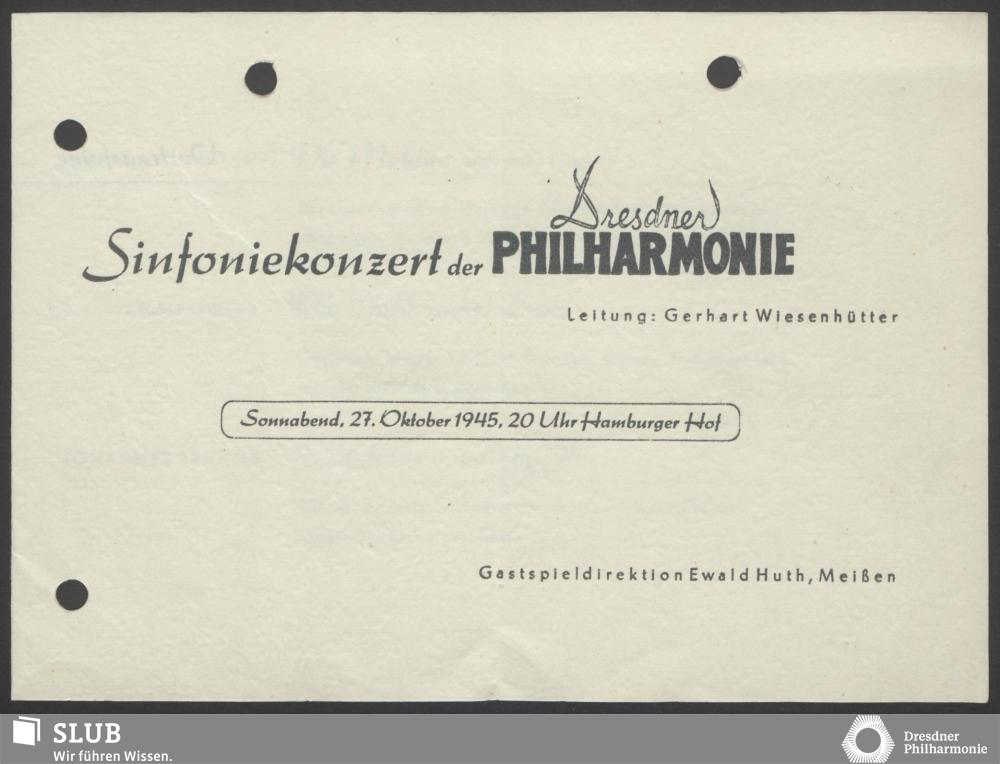 Dresdner
Sinfoniekonzert der PHILHARMONIE
Leitung: Gerhart Wiesenhütter
Sonnabend, 27. Oktober 1945, 20 Uhr Hamburger Hof
Gastspieldirektion Ewald Huth, Meißen
SLUB
Wir führen Wissen.
Dresdner
Philharmonie